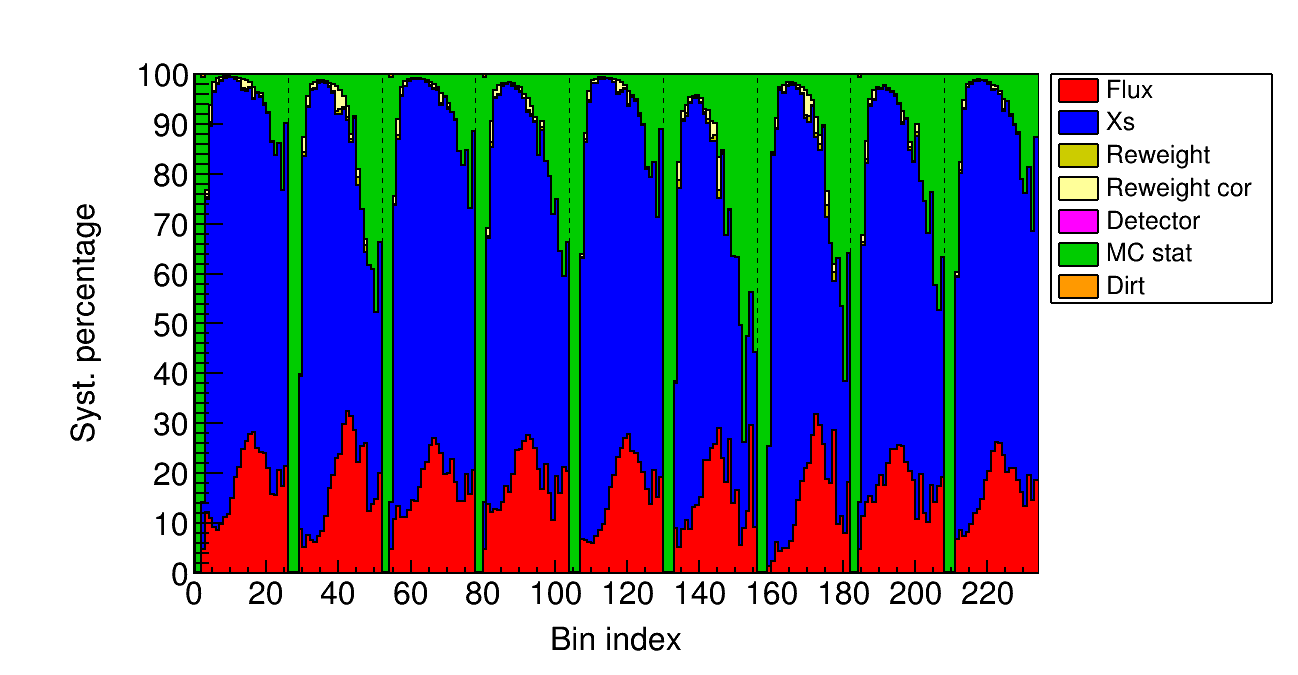 100
90
80
70
60
50
40
30
20
10
0
Syst. percentage
0 20 40 60 80 100 120 140 160 180 200 220
Bin index
Flux
Xs
Reweight
Reweight cor
Detector
MC stat
Dirt